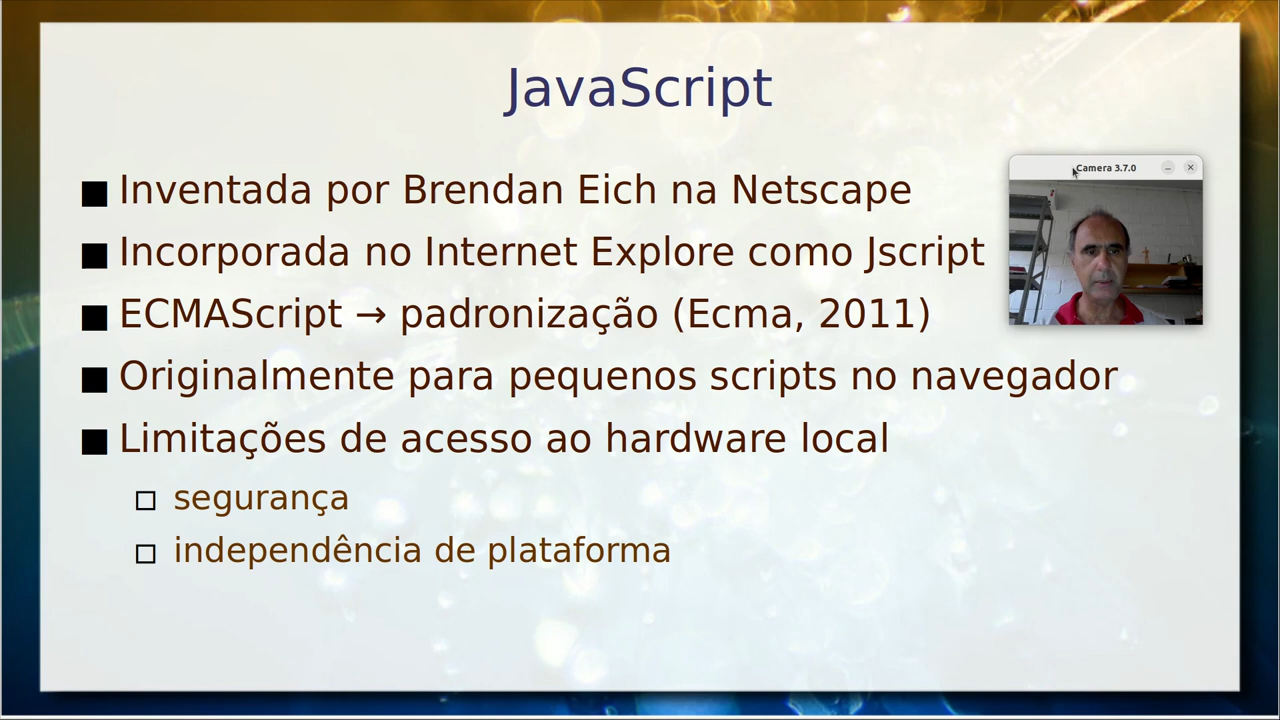 JavaScript
Inventada por Brendan Eich na Netscape
Camera 3.7.0
Incorporada no Internet Explore como Jscript
ECMAScript → padronização (Ecma, 2011)
Originalmente para pequenos scripts no navegador
Limitações de acesso ao hardware local
segurança
independência de plataforma